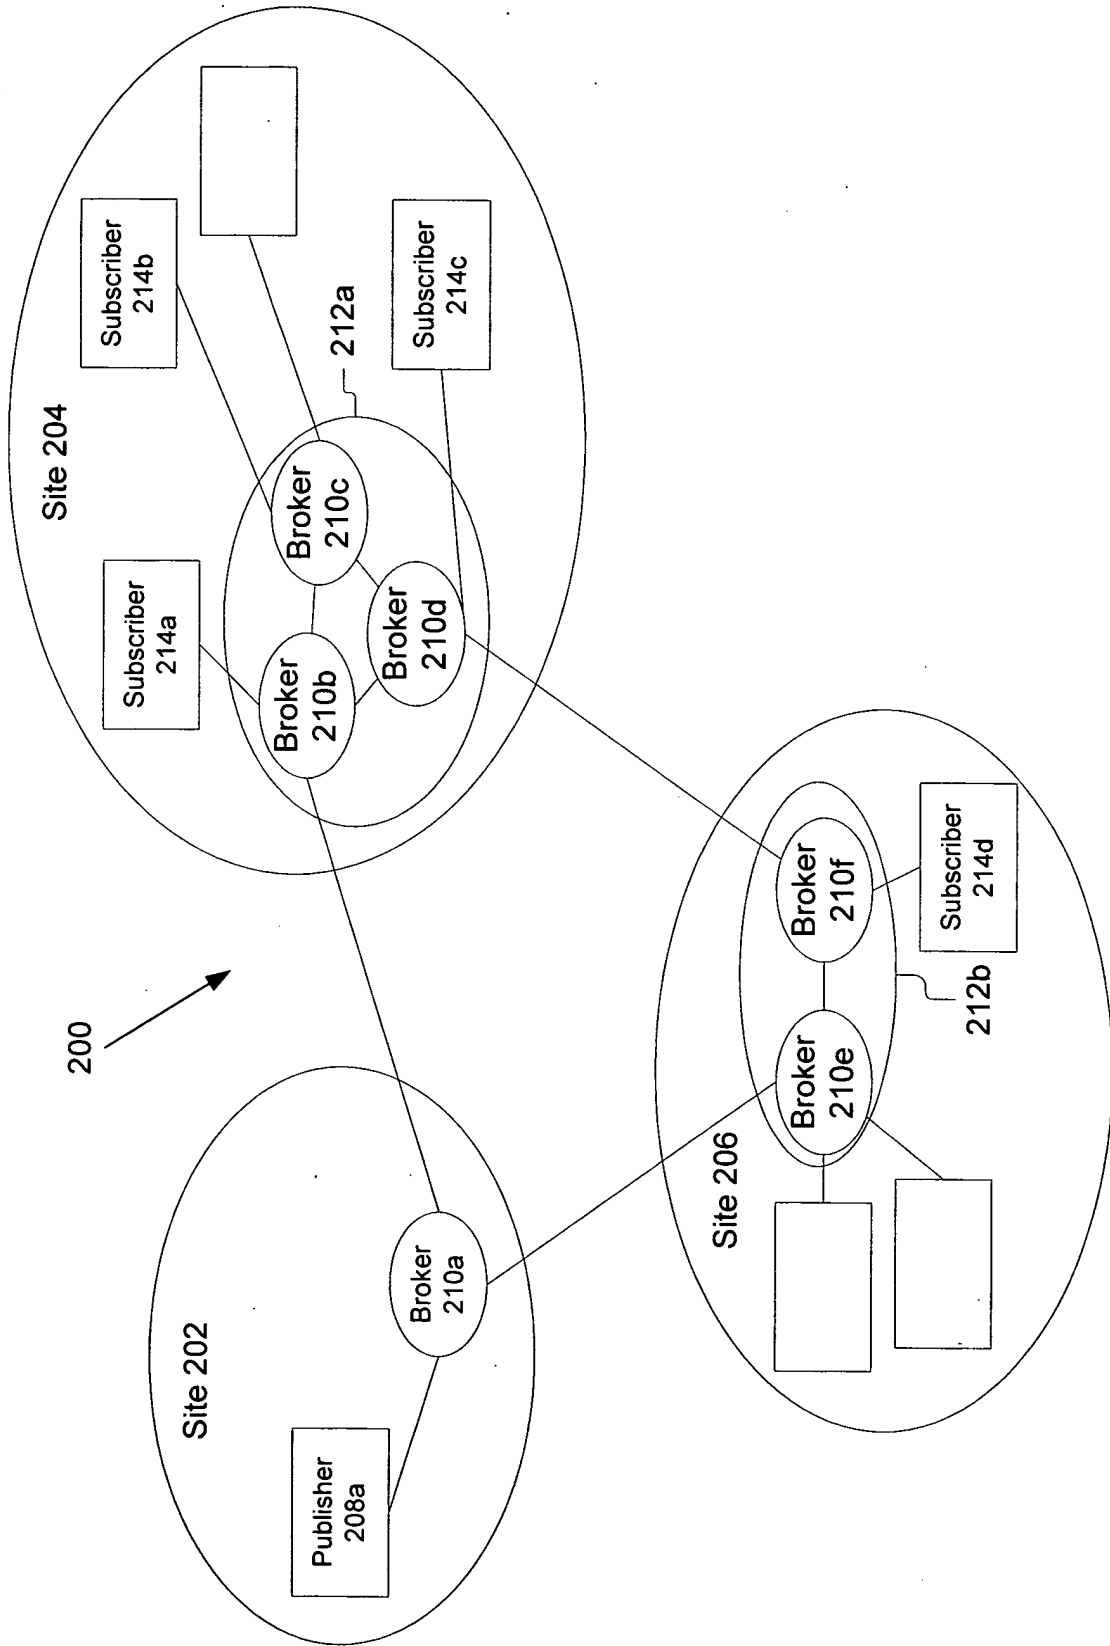 200
Site 202
Publisher
208a
Broker
210a
Site 204
Subscriber
214a
Subscriber
214b
Broker
210b
Broker
210c
Broker
210d
212a
Subscriber
214c
Site 206
Broker
210e
Broker
210f
212b
Subscriber
214d